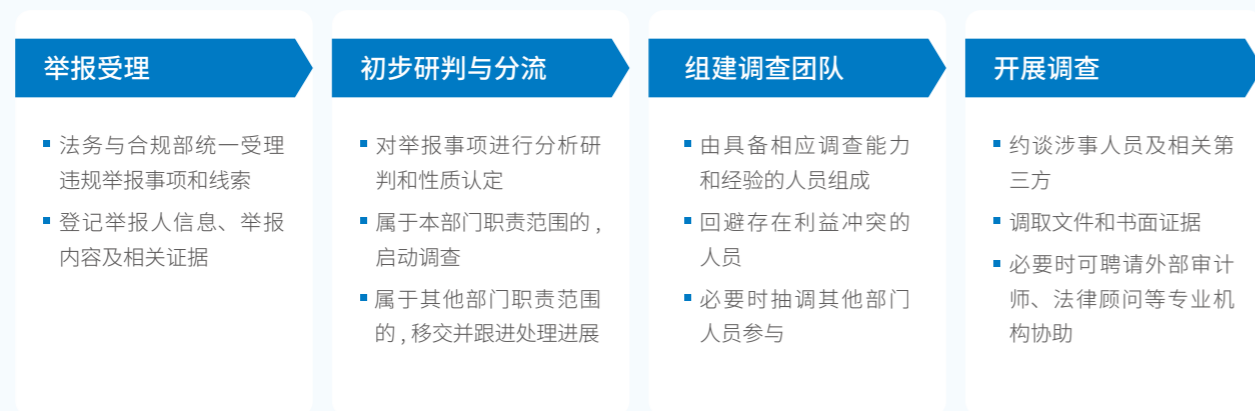 举报受理
法务与合规部统一受理
违规举报事项和线索
登记举报人信息、举报
内容及相关证据
初步研判与分流
对举报事项进行分析研
判和性质认定
属于本部门职责范围的,
启动调查
属于其他部门职责范围
的,移交并跟进处理进展
组建调查团队
由具备相应调查能力
和经验的人员组成
回避存在利益冲突的
人员
必要时抽调其他部门
人员参与
开展调查
约谈涉事人员及相关第
三方
调取文件和书面证据
必要时可聘请外部审计
师、法律顾问等专业机
构协助